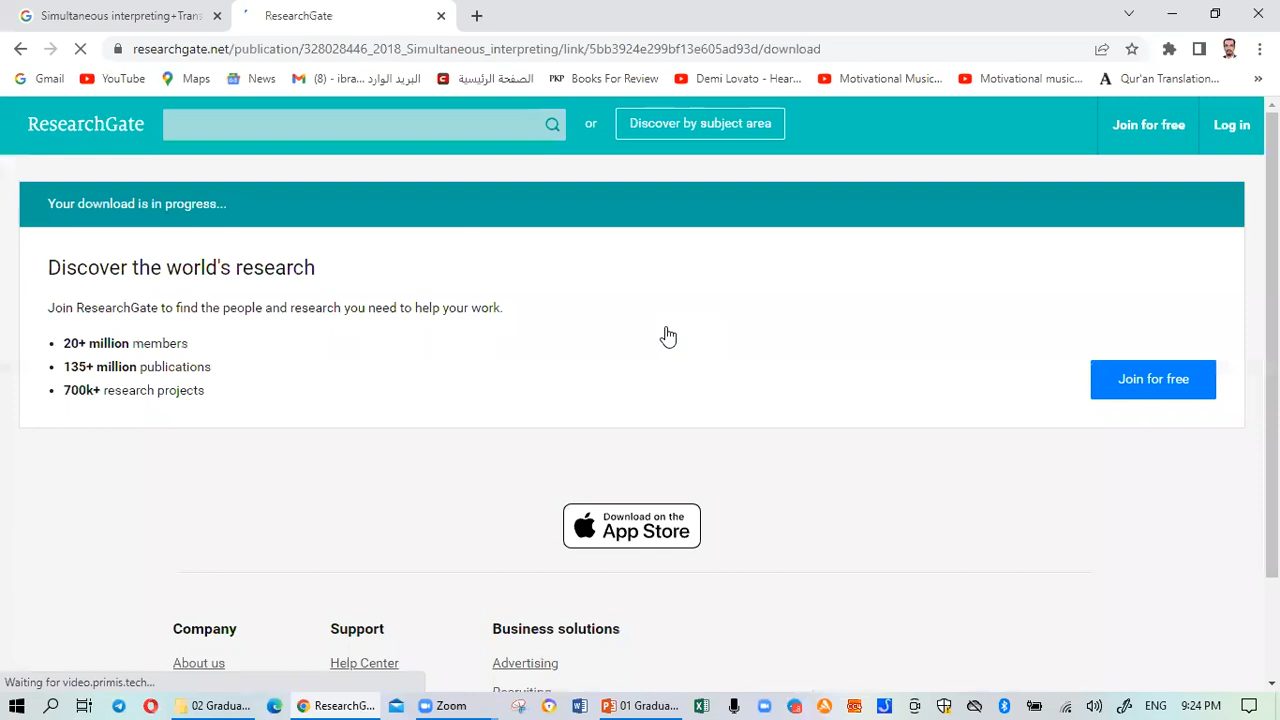 Simultaneous interpreting+Trans
ResearchGate
researchgate.net/publication/328028446_2018_Simultaneous_interpreting/link/5bb3924e299bf13e605ad93d/download
Gmail
YouTube
Maps
News
(8) البريد الوارد - ibra...
الصفحة الرئيسية
PKP Books For Review
Demi Lovato - Hear...
Motivational Music...
Motivational music...
Qur'an Translation...
ResearchGate
or
Discover by subject area
Join for free
Log in
Your download is in progress...
Discover the world's research
Join ResearchGate to find the people and research you need to help your work.
20+ million members
135+ million publications
700k+ research projects
Join for free
Download on the
App Store
Company
Support
Business solutions
About us
Help Center
Advertising
Recruiting
Waiting for video.primis.tech...
02 Gradua...
ResearchG...
Zoom
01 Gradua...
ENG
9:24 PM